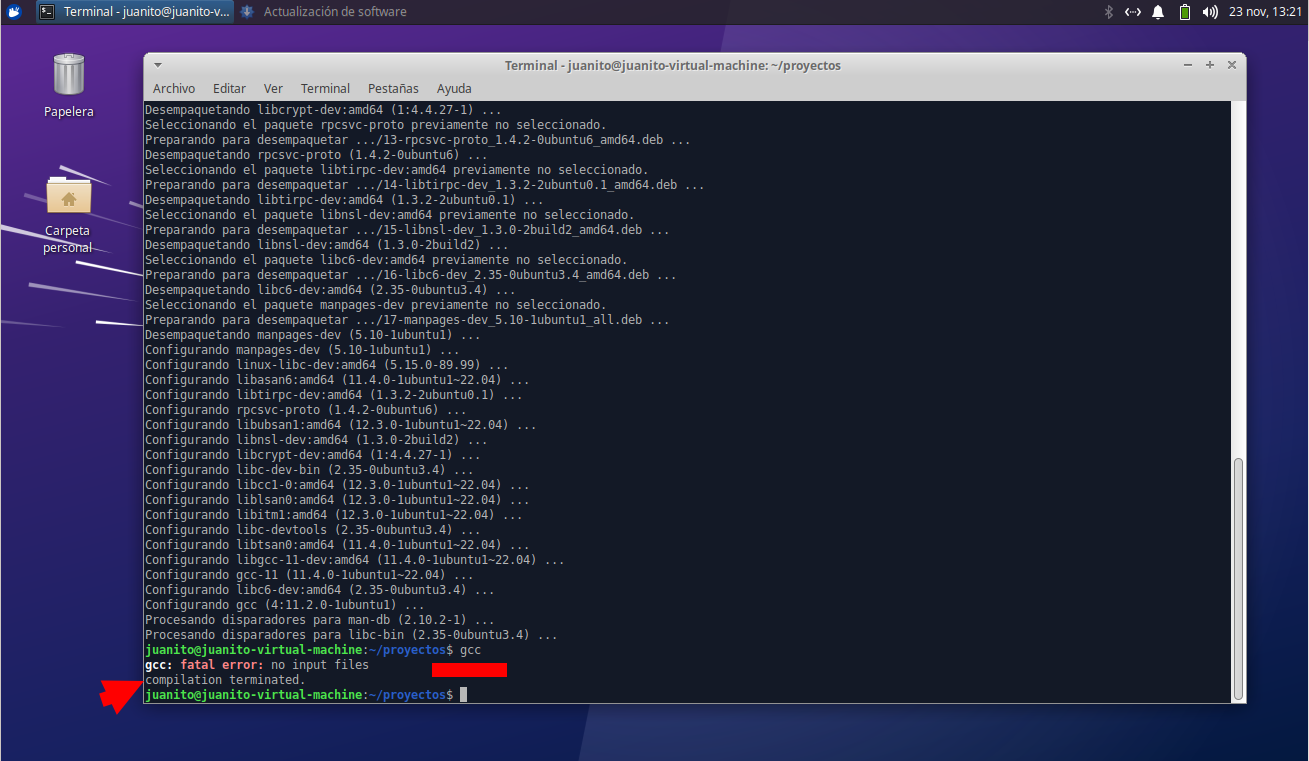 Terminal - juanito@juanito-v...
Actualización de software
23 nov, 13:21
Papelera
Carpeta
personal
Terminal - juanito@juanito-virtual-machine: ~/proyectos
Archivo Editar Ver Terminal Pestañas Ayuda
Desempaquetando libcrypt-dev:amd64 (1:4.4.27-1) ...
Seleccionando el paquete rpcsvc-proto previamente no seleccionado.
Preparando para desempaquetar .../13-rpcsvc-proto_1.4.2-0ubuntu6_amd64.deb ...
Desempaquetando rpcsvc-proto (1.4.2-0ubuntu6) ...
Seleccionando el paquete libtirpc-dev:amd64 previamente no seleccionado.
Preparando para desempaquetar .../14-libtirpc-dev_1.3.2-2ubuntu0.1_amd64.deb ...
Desempaquetando libtirpc-dev:amd64 (1.3.2-2ubuntu0.1) ...
Seleccionando el paquete libnsl-dev:amd64 previamente no seleccionado.
Preparando para desempaquetar .../15-libnsl-dev_1.3.0-2build2_amd64.deb ...
Desempaquetando libnsl-dev:amd64 (1.3.0-2build2) ...
Seleccionando el paquete libc6-dev:amd64 previamente no seleccionado.
Preparando para desempaquetar .../16-libc6-dev_2.35-0ubuntu3.4_amd64.deb ...
Desempaquetando libc6-dev:amd64 (2.35-0ubuntu3.4) ...
Seleccionando el paquete manpages-dev previamente no seleccionado.
Preparando para desempaquetar .../17-manpages-dev_5.10-1ubuntu1_all.deb ...
Desempaquetando manpages-dev (5.10-1ubuntu1) ...
Configurando manpages-dev (5.10-1ubuntu1) ...
Configurando linux-libc-dev:amd64 (5.15.0-89.99) ...
Configurando libasan6:amd64 (11.4.0-1ubuntu1~22.04) ...
Configurando libtirpc-dev:amd64 (1.3.2-2ubuntu0.1) ...
Configurando rpcsvc-proto (1.4.2-0ubuntu6) ...
Configurando libubsan1:amd64 (12.3.0-1ubuntu1~22.04) ...
Configurando libnsl-dev:amd64 (1.3.0-2build2) ...
Configurando libcrypt-dev:amd64 (1:4.4.27-1) ...
Configurando libc-dev-bin (2.35-0ubuntu3.4) ...
Configurando libcc1-0:amd64 (12.3.0-1ubuntu1~22.04) ...
Configurando liblsan0:amd64 (12.3.0-1ubuntu1~22.04) ...
Configurando libitm1:amd64 (12.3.0-1ubuntu1~22.04) ...
Configurando libc-devtools (2.35-0ubuntu3.4) ...
Configurando libtsan0:amd64 (11.4.0-1ubuntu1~22.04) ...
Configurando libgcc-11-dev:amd64 (11.4.0-1ubuntu1~22.04) ...
Configurando gcc-11 (11.4.0-1ubuntu1~22.04) ...
Configurando libc6-dev:amd64 (2.35-0ubuntu3.4) ...
Configurando gcc (4:11.2.0-1ubuntu1) ...
Procesando disparadores para man-db (2.10.2-1) ...
Procesando disparadores para libc-bin (2.35-0ubuntu3.4) ...
juanito@juanito-virtual-machine:~/proyectos$ gcc
gcc: fatal error: no input files
compilation terminated.
juanito@juanito-virtual-machine:~/proyectos$